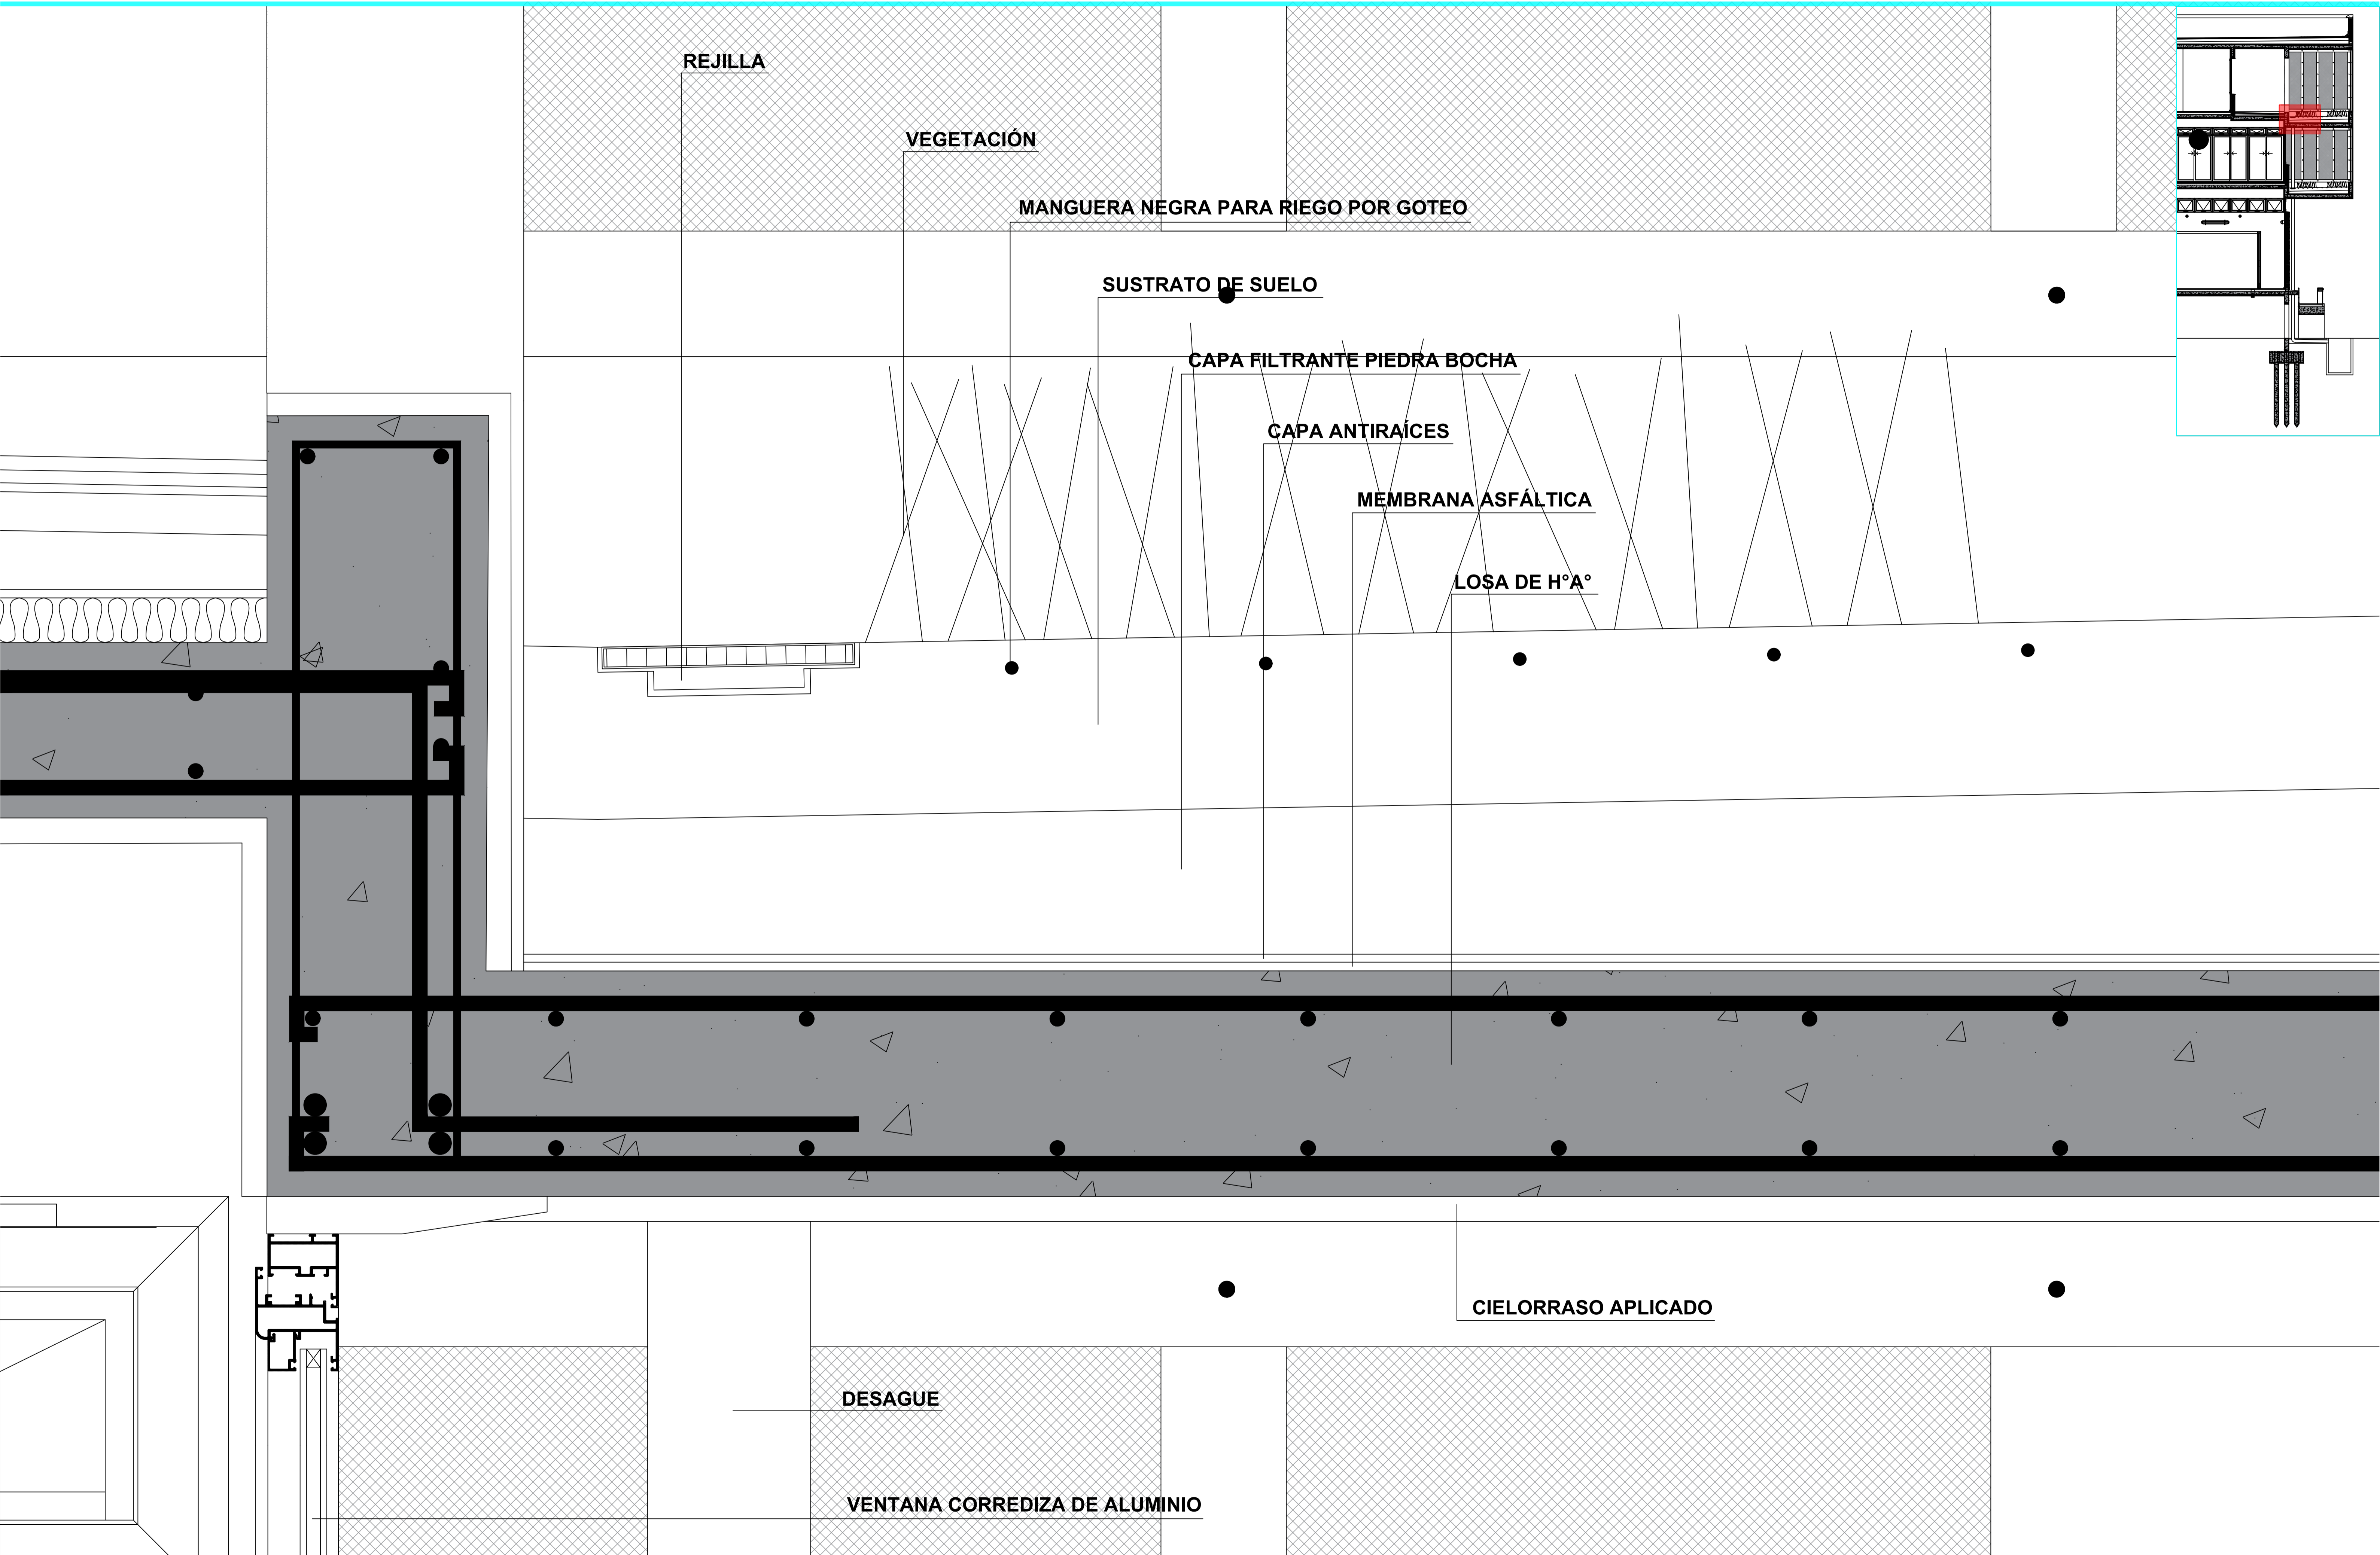 REJILLA
VEGETACIÓN
MANGUERA NEGRA PARA RIEGO POR GOTEO
SUSTRATO DE SUELO
CAPA FILTRANTE PIEDRA BOCHA
CAPA ANTIRAÍCES
MEMBRANA ASFÁLTICA
LOSA DE H°A°
CIELORRASO APLICADO
DESAGUE
VENTANA CORREDIZA DE ALUMINIO